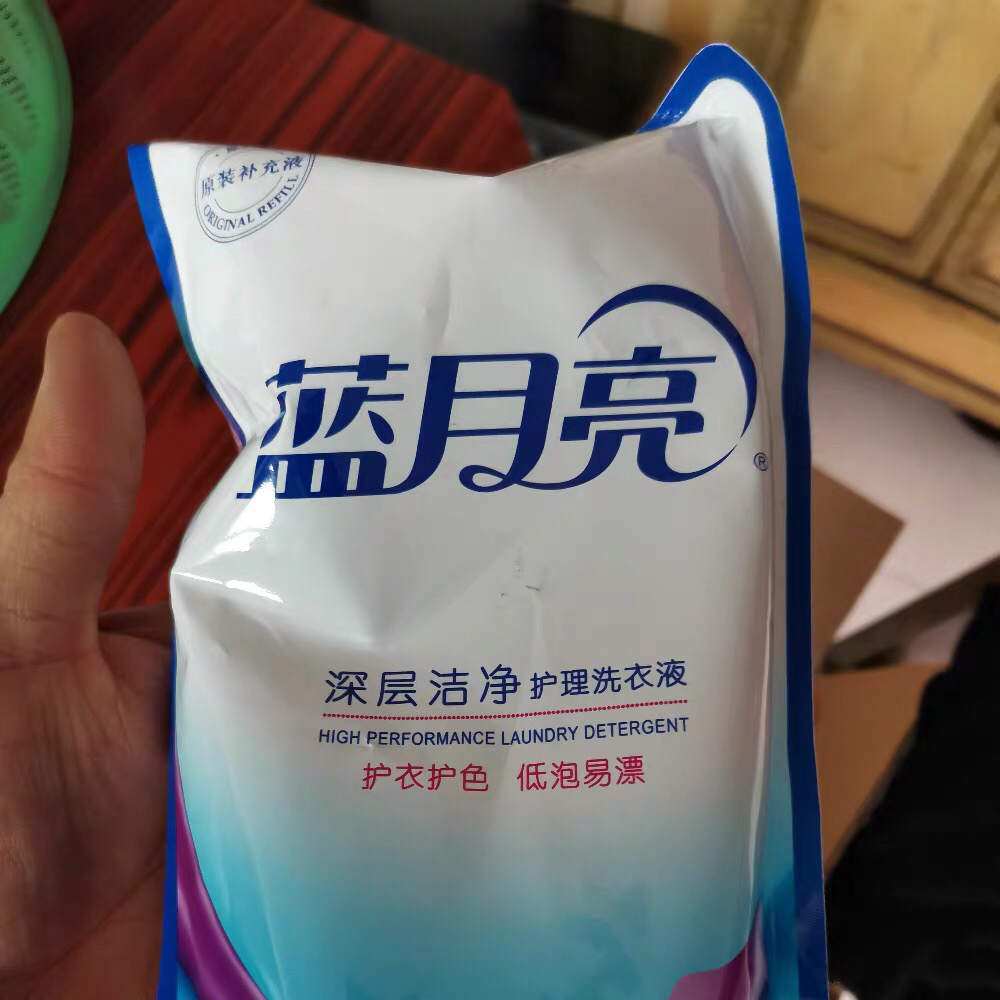 原装补充液
ORIGINAL REFILL
蓝月亮®
深层洁净护理洗衣液
HIGH PERFORMANCE LAUNDRY DETERGENT
护衣护色 低泡易漂